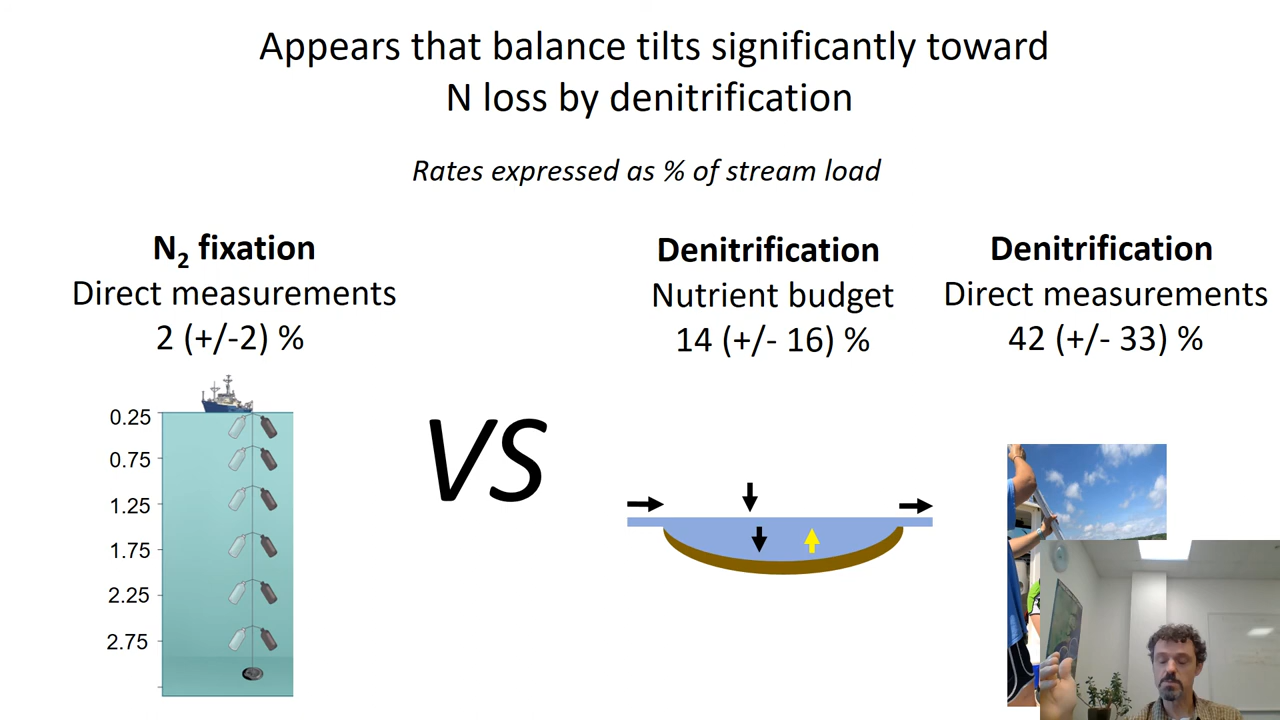 Appears that balance tilts significantly toward
N loss by denitrification
Rates expressed as % of stream load
N₂ fixation
Direct measurements
2 (+/-2) %
0.25
0.75
1.25
1.75
2.25
2.75
VS
Denitrification
Nutrient budget
14 (+/- 16) %
Denitrification
Direct measurements
42 (+/- 33) %